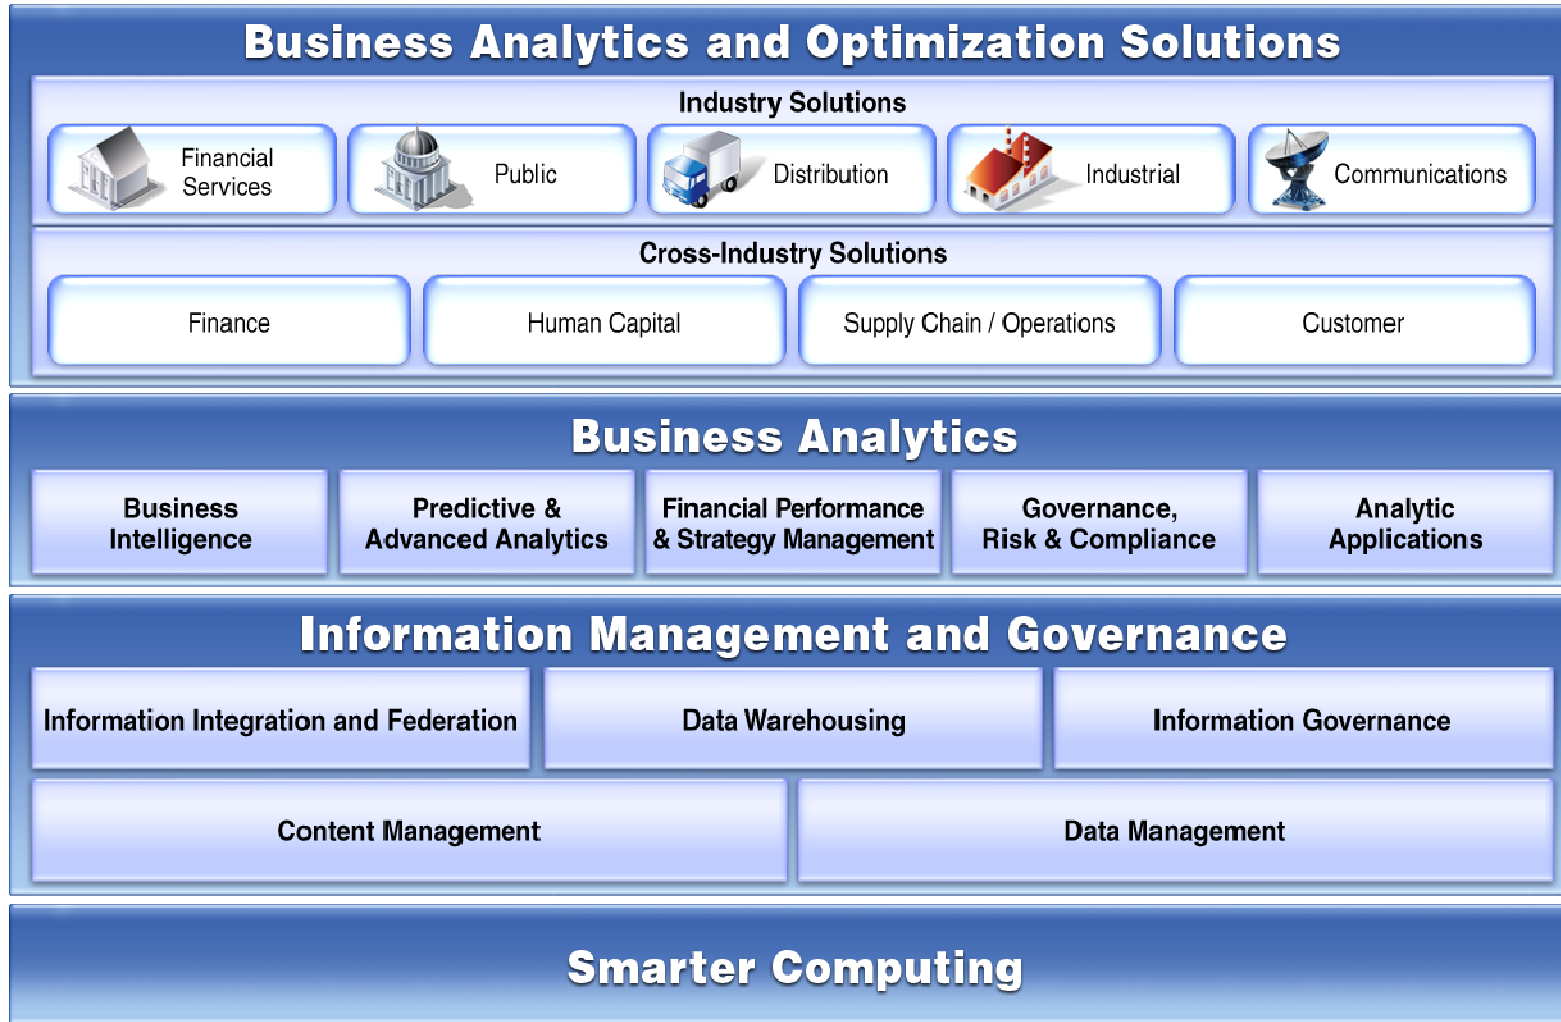 Business Analytics and Optimization Solutions
Industry Solutions
Financial
Services
Public
Distribution
Industrial
Communications
Cross-Industry Solutions
Finance
Human Capital
Supply Chain / Operations
Customer
Business Analytics
Business
Intelligence
Predictive &
Advanced Analytics
Financial Performance
& Strategy Management
Governance,
Risk & Compliance
Analytic
Applications
Information Management and Governance
Information Integration and Federation
Data Warehousing
Information Governance
Content Management
Data Management
Smarter Computing